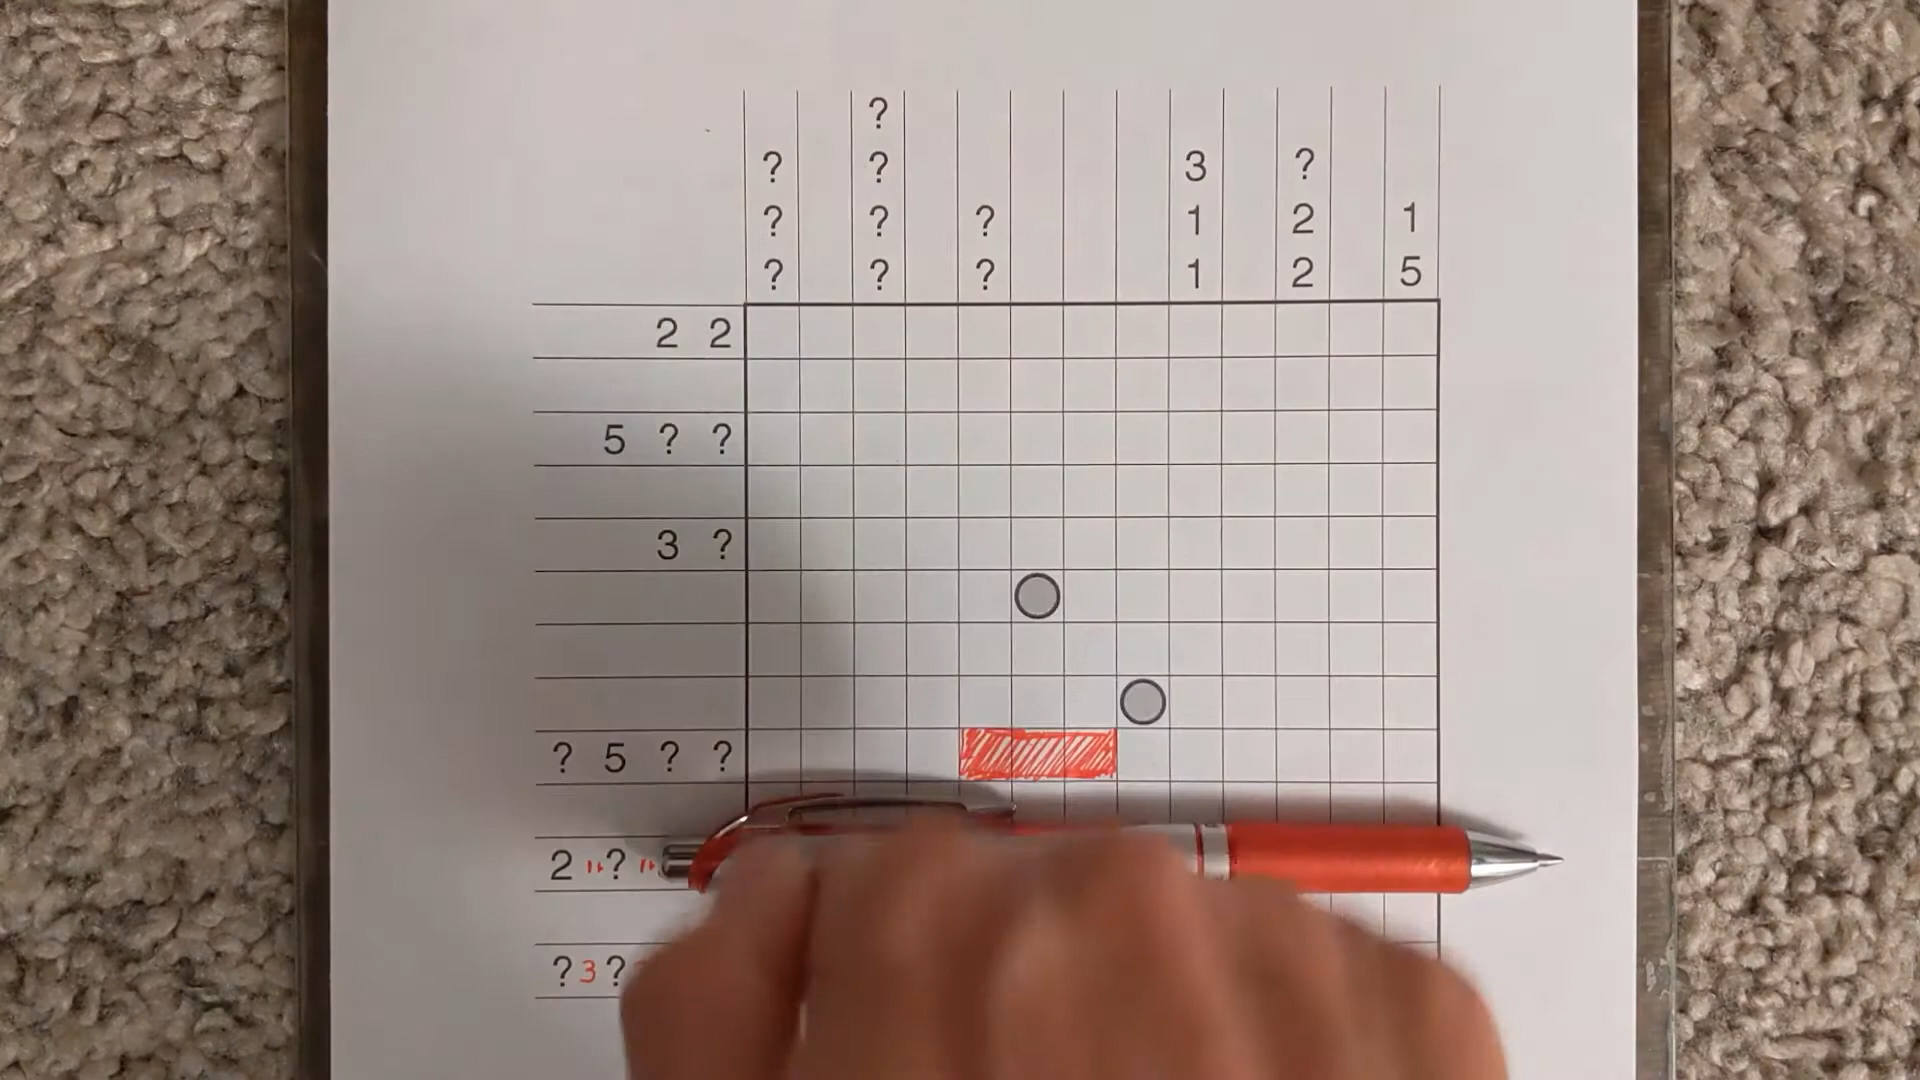 ?
? ? 3 ?
? ? ? 1 2 1
? ? ? 1 2 5
2 2
5 ? ?
3 ?
? 5 ? ?
2 " ? "
? 3 ?